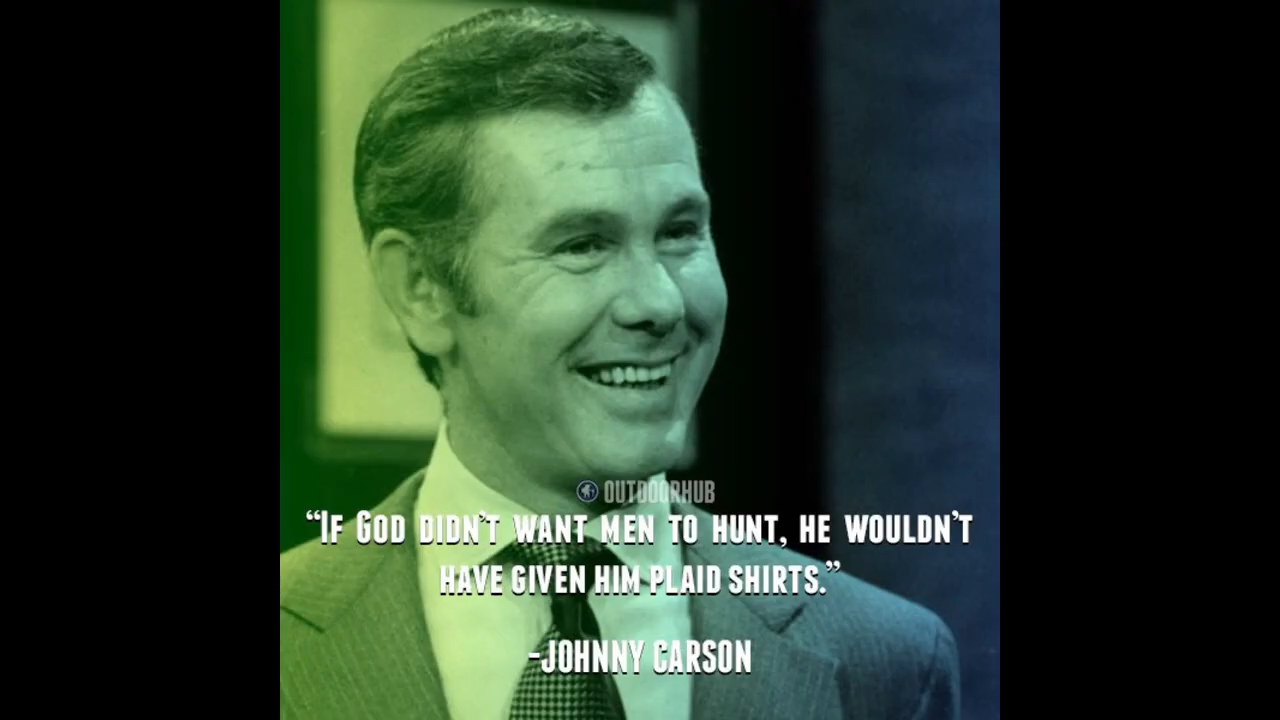 OUTDOORHUB
“If God didn’t want men to hunt, he wouldn’t
have given him plaid shirts.”
-Johnny Carson